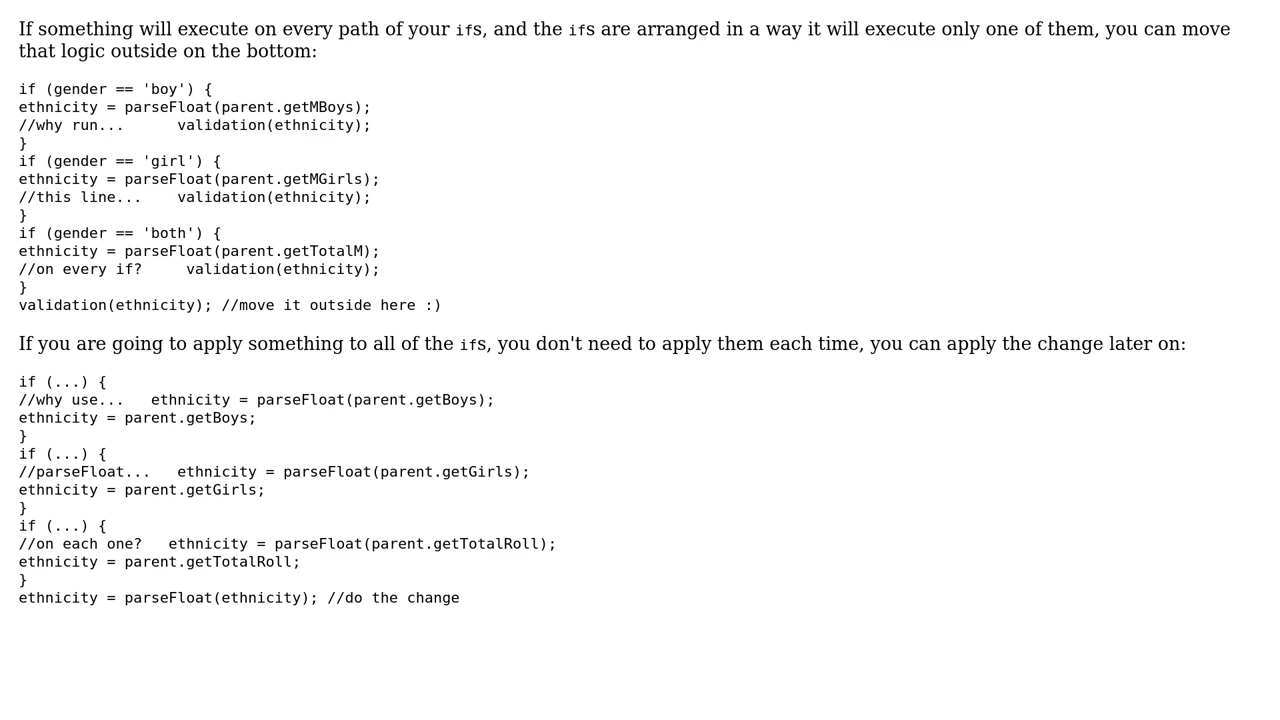 If something will execute on every path of your ifs, and the ifs are arranged in a way it will execute only one of them, you can move
that logic outside on the bottom:
if (gender == 'boy') {
ethnicity = parseFloat(parent.getMBoys);
//why run...      validation(ethnicity);
}
if (gender == 'girl') {
ethnicity = parseFloat(parent.getMGirls);
//this line...    validation(ethnicity);
}
if (gender == 'both') {
ethnicity = parseFloat(parent.getTotalM);
//on every if?     validation(ethnicity);
}
validation(ethnicity); //move it outside here :)
If you are going to apply something to all of the ifs, you don't need to apply them each time, you can apply the change later on:
if (...) {
//why use...   ethnicity = parseFloat(parent.getBoys);
ethnicity = parent.getBoys;
}
if (...) {
//parseFloat...   ethnicity = parseFloat(parent.getGirls);
ethnicity = parent.getGirls;
}
if (...) {
//on each one?   ethnicity = parseFloat(parent.getTotalRoll);
ethnicity = parent.getTotalRoll;
}
ethnicity = parseFloat(ethnicity); //do the change